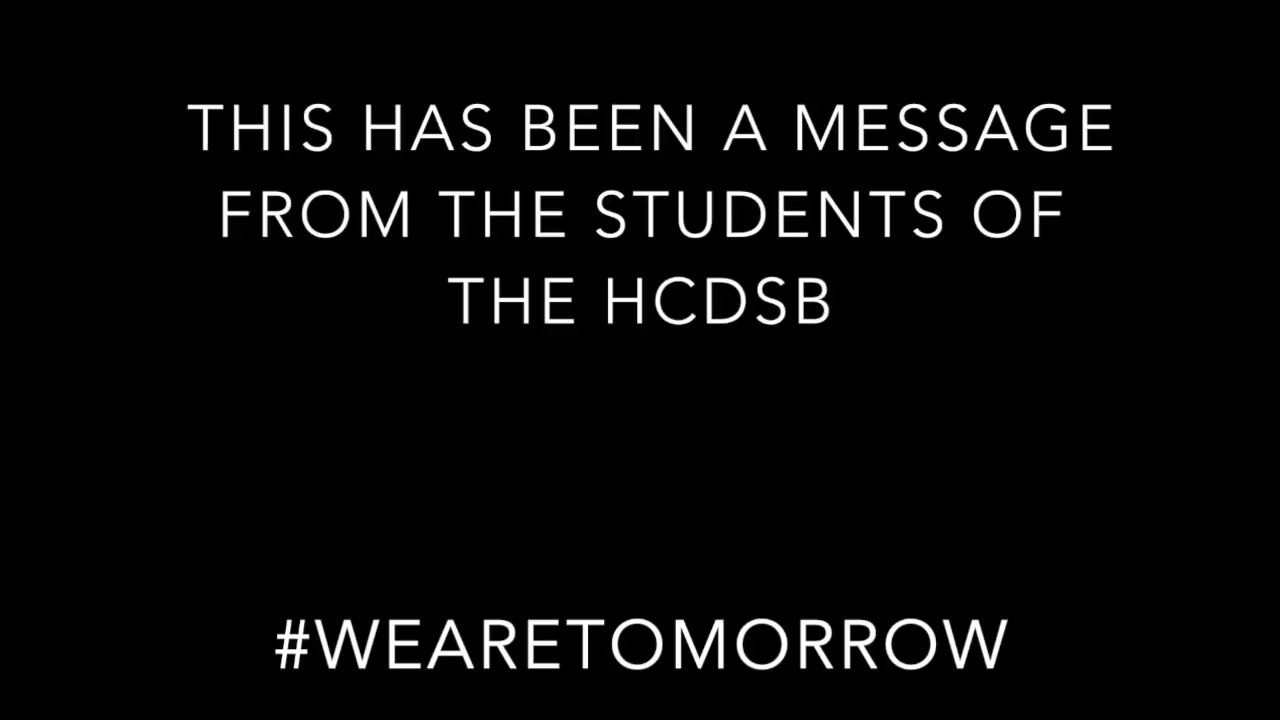 THIS HAS BEEN A MESSAGE
FROM THE STUDENTS OF
THE HCDSB
#WEARETOMORROW